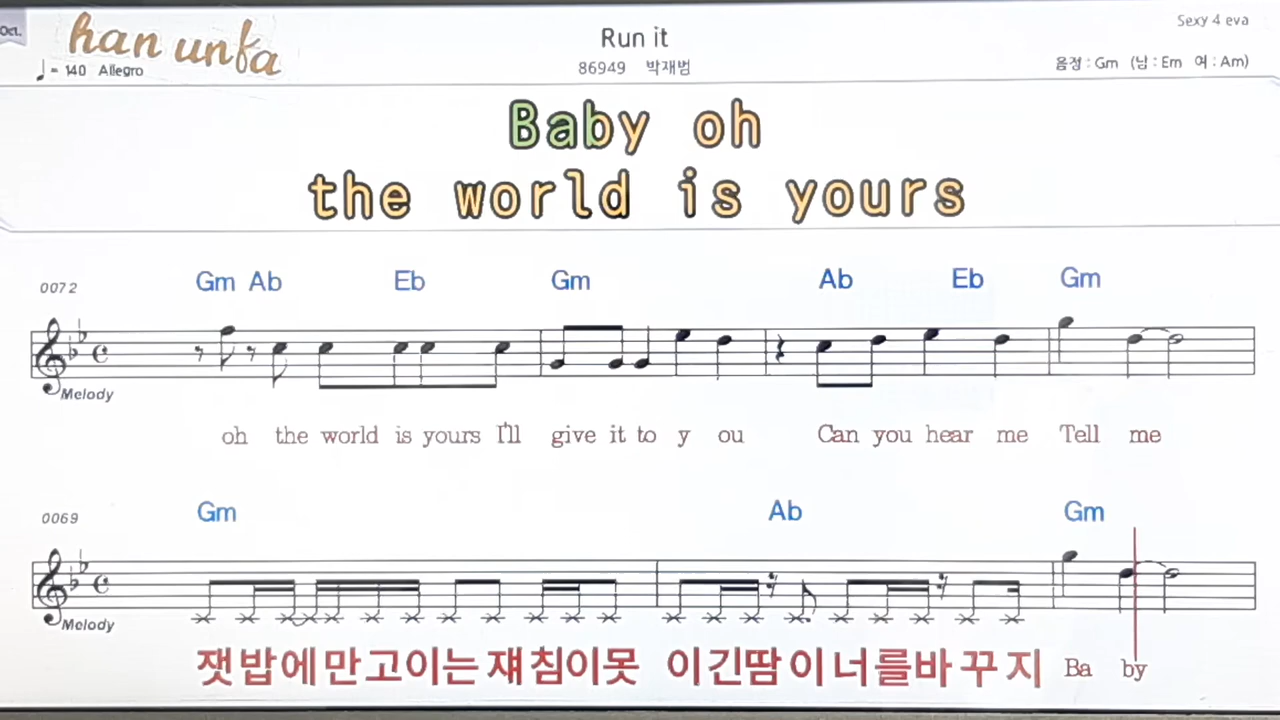 Oct.
han unfa
Sexy 4 eva
Run it
♩ = 140 Allegro
86949 박재범
음정 : Gm (남 : Em 여 : Am)
Baby oh
the world is yours
0072 Gm Ab Eb Gm Ab Eb Gm
Melody
oh the world is yours I'll give it to y ou Can you hear me Tell me
0069 Gm Ab Gm
Melody
잿밥에만고이는쟤침이못 이긴땀이너를바꾸지 Ba by